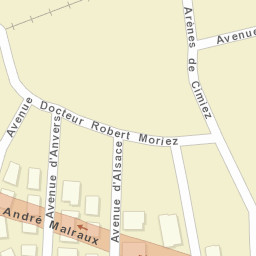 Arènes de Cimiez
Avenue
Avenue
Docteur Robert Moriez
Avenue d'Anvers
Avenue d'Alsace
André Malraux